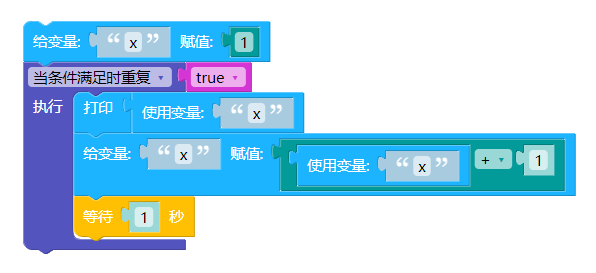 给变量: “ x ” 赋值: 1
当条件满足时重复 true
执行 打印 使用变量: “ x ”
给变量: “ x ” 赋值: 使用变量: “ x ” + 1
等待 1 秒